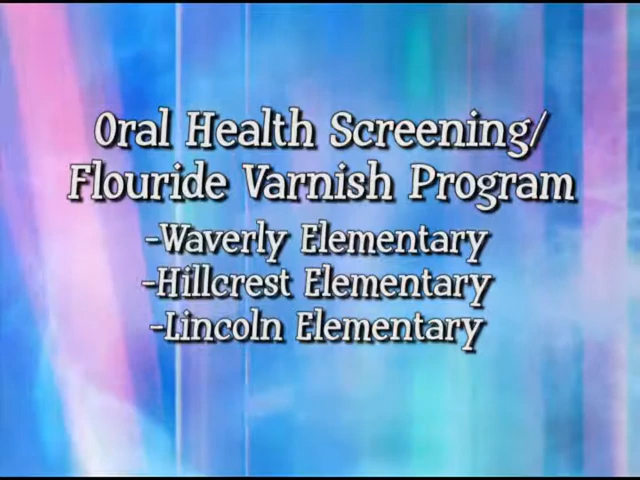 Oral Health Screening/
Flouride Varnish Program
-Waverly Elementary
-Hillcrest Elementary
-Lincoln Elementary